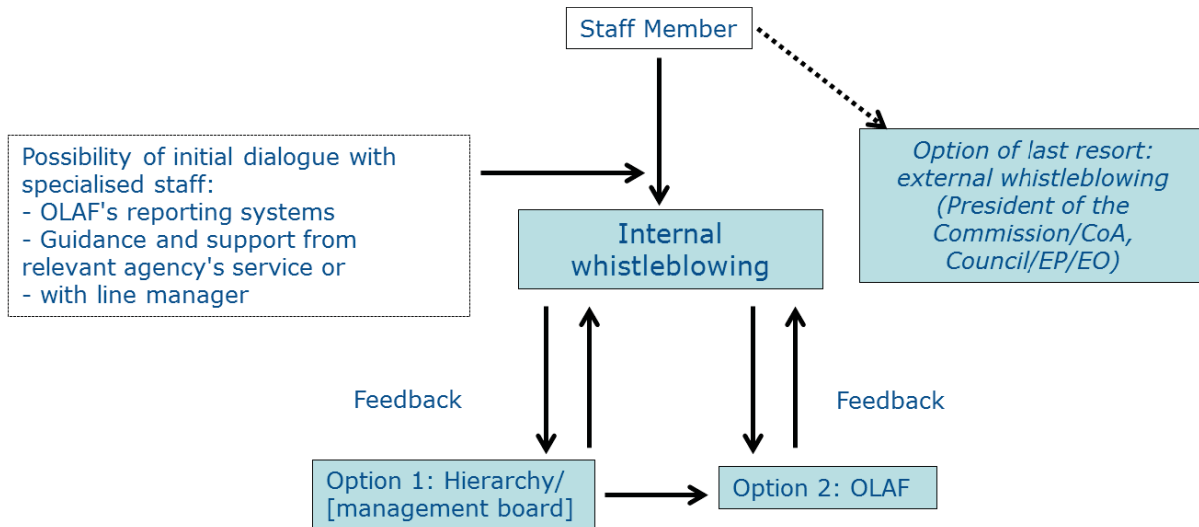 Staff Member
Possibility of initial dialogue with
specialised staff:
- OLAF's reporting systems
- Guidance and support from
relevant agency's service or
- with line manager
Option of last resort:
external whistleblowing
(President of the
Commission/CoA,
Council/EP/EO)
Internal
whistleblowing
Feedback
Feedback
Option 1: Hierarchy/
[management board]
Option 2: OLAF